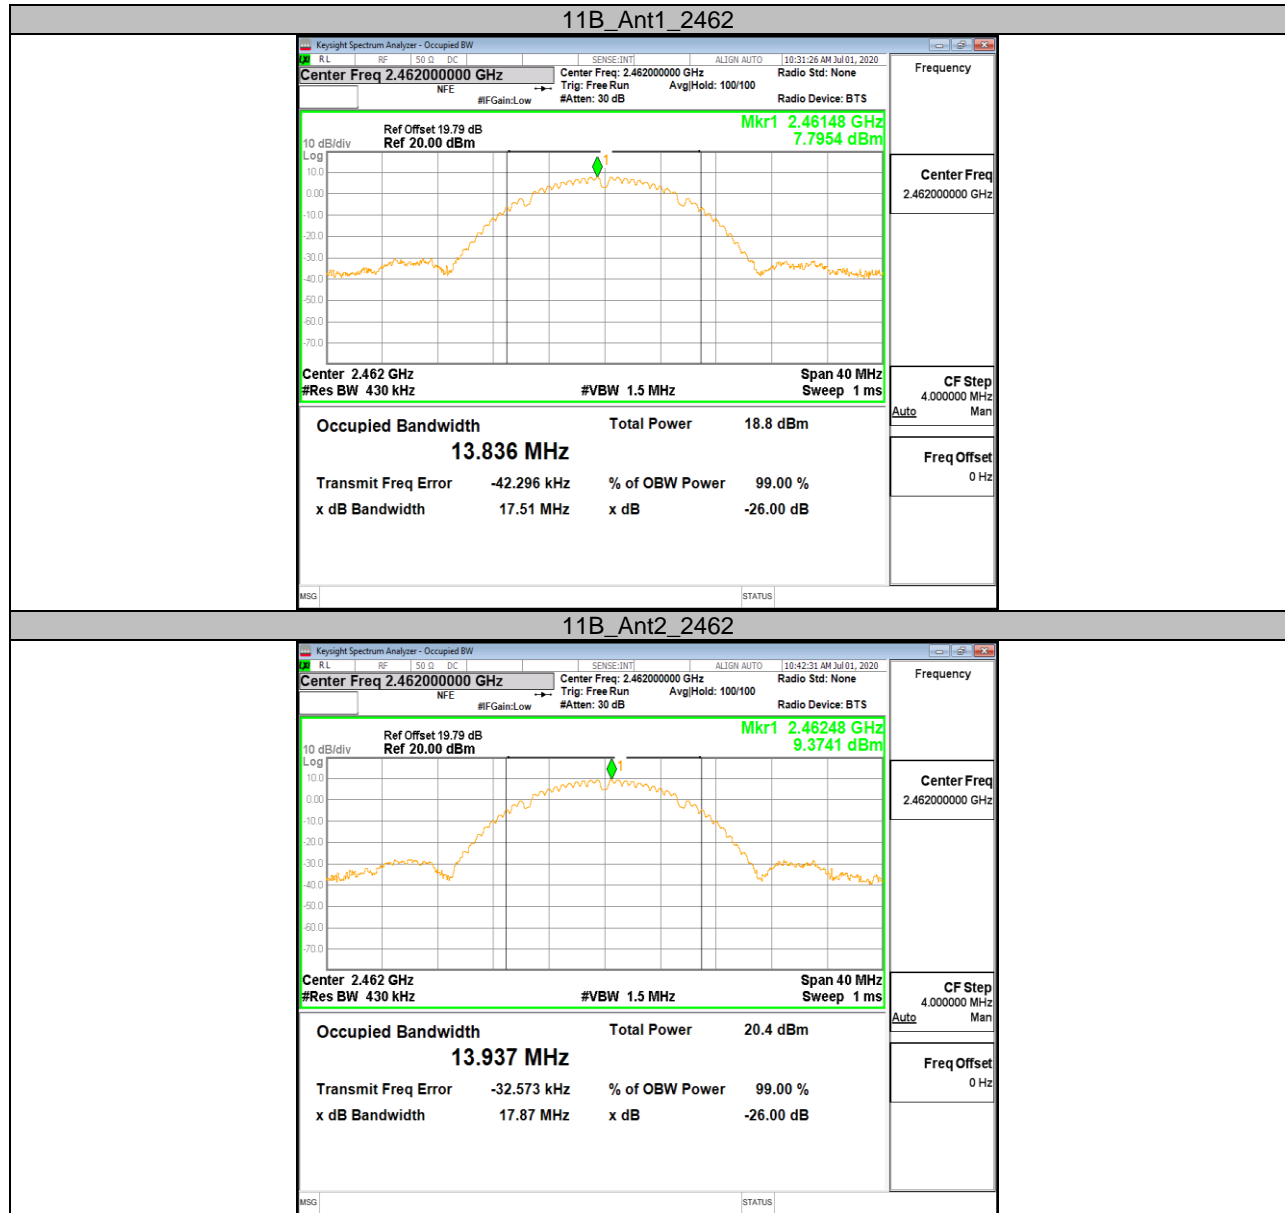 11B_Ant1_2462
Keysight Spectrum Analyzer - Occupied BW
LXI RL RF 50 Ω DC SENSE:INT ALIGN AUTO 10:31:26 AM Jul 01, 2020
Center Freq 2.462000000 GHz Center Freq: 2.462000000 GHz Radio Std: None Frequency
NFE Trig: Free Run Avg|Hold: 100/100
#IFGain:Low #Atten: 30 dB Radio Device: BTS
Mkr1 2.46148 GHz
Ref Offset 19.79 dB 7.7954 dBm
10 dB/div Ref 20.00 dBm
Log
1
10.0
0.00
-10.0
-20.0
-30.0
-40.0
-50.0
-60.0
-70.0
Center Freq
2.462000000 GHz
Center 2.462 GHz Span 40 MHz
#Res BW 430 kHz #VBW 1.5 MHz Sweep 1 ms
CF Step
4.000000 MHz
Auto Man
Occupied Bandwidth Total Power 18.8 dBm
13.836 MHz
Transmit Freq Error -42.296 kHz % of OBW Power 99.00 %
x dB Bandwidth 17.51 MHz x dB -26.00 dB
Freq Offset
0 Hz
MSG STATUS
11B_Ant2_2462
Keysight Spectrum Analyzer - Occupied BW
LXI RL RF 50 Ω DC SENSE:INT ALIGN AUTO 10:42:31 AM Jul 01, 2020
Center Freq 2.462000000 GHz Center Freq: 2.462000000 GHz Radio Std: None Frequency
NFE Trig: Free Run Avg|Hold: 100/100
#IFGain:Low #Atten: 30 dB Radio Device: BTS
Mkr1 2.46248 GHz
Ref Offset 19.79 dB 9.3741 dBm
10 dB/div Ref 20.00 dBm
Log
1
10.0
0.00
-10.0
-20.0
-30.0
-40.0
-50.0
-60.0
-70.0
Center Freq
2.462000000 GHz
Center 2.462 GHz Span 40 MHz
#Res BW 430 kHz #VBW 1.5 MHz Sweep 1 ms
CF Step
4.000000 MHz
Auto Man
Occupied Bandwidth Total Power 20.4 dBm
13.937 MHz
Transmit Freq Error -32.573 kHz % of OBW Power 99.00 %
x dB Bandwidth 17.87 MHz x dB -26.00 dB
Freq Offset
0 Hz
MSG STATUS